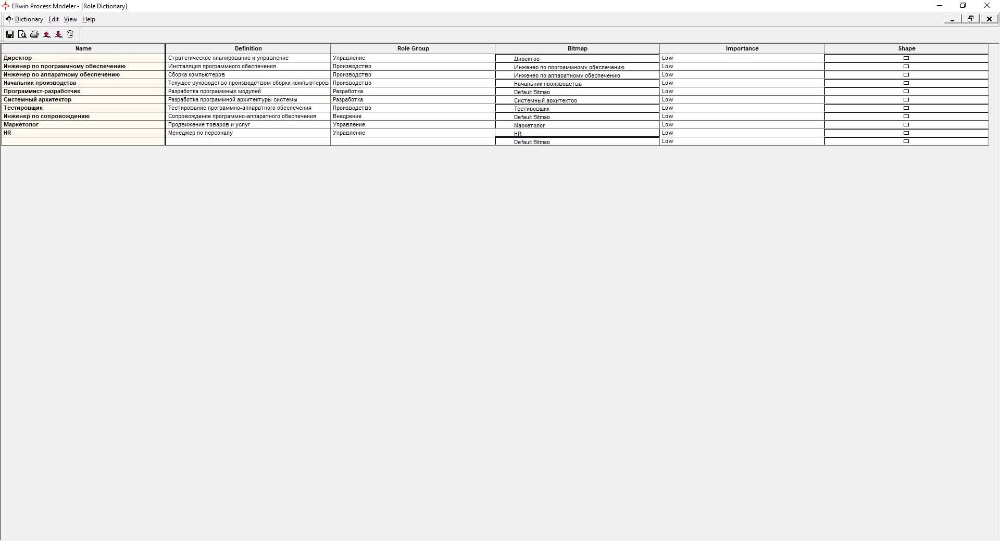 ERwin Process Modeler - [Role Dictionary]
Dictionary Edit View Help
Name Definition Role Group Bitmap Importance Shape
Директор Стратегическое планирование и управление Управление Директор Low
Инженер по программному обеспечению Инсталяция программного обеспечения Производство Инженер по программному обеспечению Low
Инженер по аппаратному обеспечению Сборка компьютеров Производство Инженер по аппаратному обеспечению Low
Начальник производства Текущее руководство производством сборки компьютеров Производство Начальник производства Low
Программист-разработчик Разработка программных модулей Разработка Default Bitmap Low
Системный архитектор Разработка программной архитектуры системы Разработка Системный архитектор Low
Тестировщик Тестирование программно-аппаратного обеспечения Производство Тестировщик Low
Инженер по сопровождению Сопровождение программно-аппаратного обеспечения Внедрение Default Bitmap Low
Маркетолог Продвижение товаров и услуг Управление Маркетолог Low
HR Менеджер по персоналу Управление HR Low
Default Bitmap Low